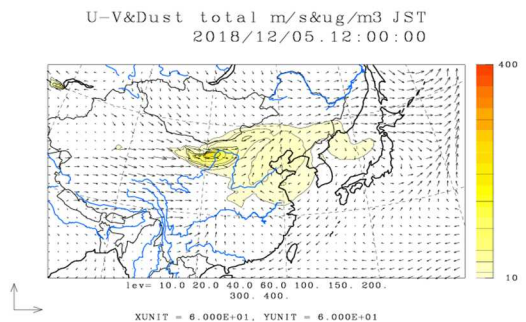 U-V&Dust total m/s&ug/m3 JST
2018/12/05.12:00:00
400
10
lev= 10.0 20.0 40.0 60.0 100. 150. 200.
300. 400.
XUNIT = 6.000E+01, YUNIT = 6.000E+01